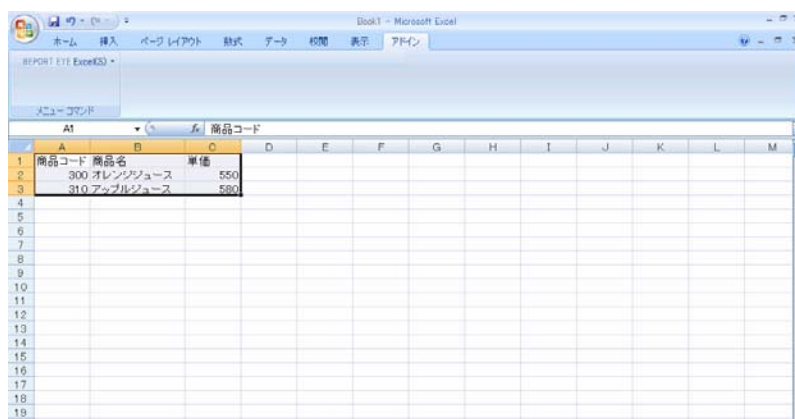 Book1 - Microsoft Excel
ホーム 挿入 ページ レイアウト 数式 データ 校閲 表示 アドイン
REPORT EYE Excel(S)
メニュー コマンド
A1 fx 商品コード
A B C D E F G H I J K L M
1 商品コード 商品名 単価
2 300 オレンジジュース 550
3 310 アップルジュース 580
4
5
6
7
8
9
10
11
12
13
14
15
16
17
18
19